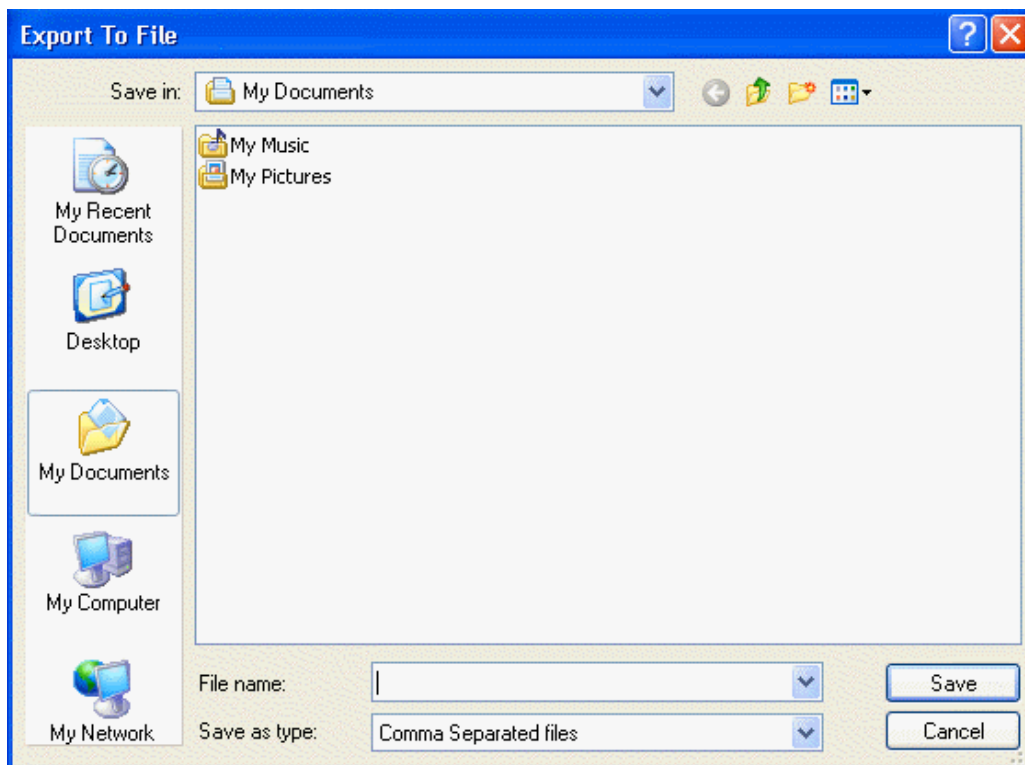 Export To File
Save in: My Documents
My Music
My Pictures
My Recent
Documents
Desktop
My Documents
My Computer
My Network
File name:
Save
Save as type: Comma Separated files
Cancel